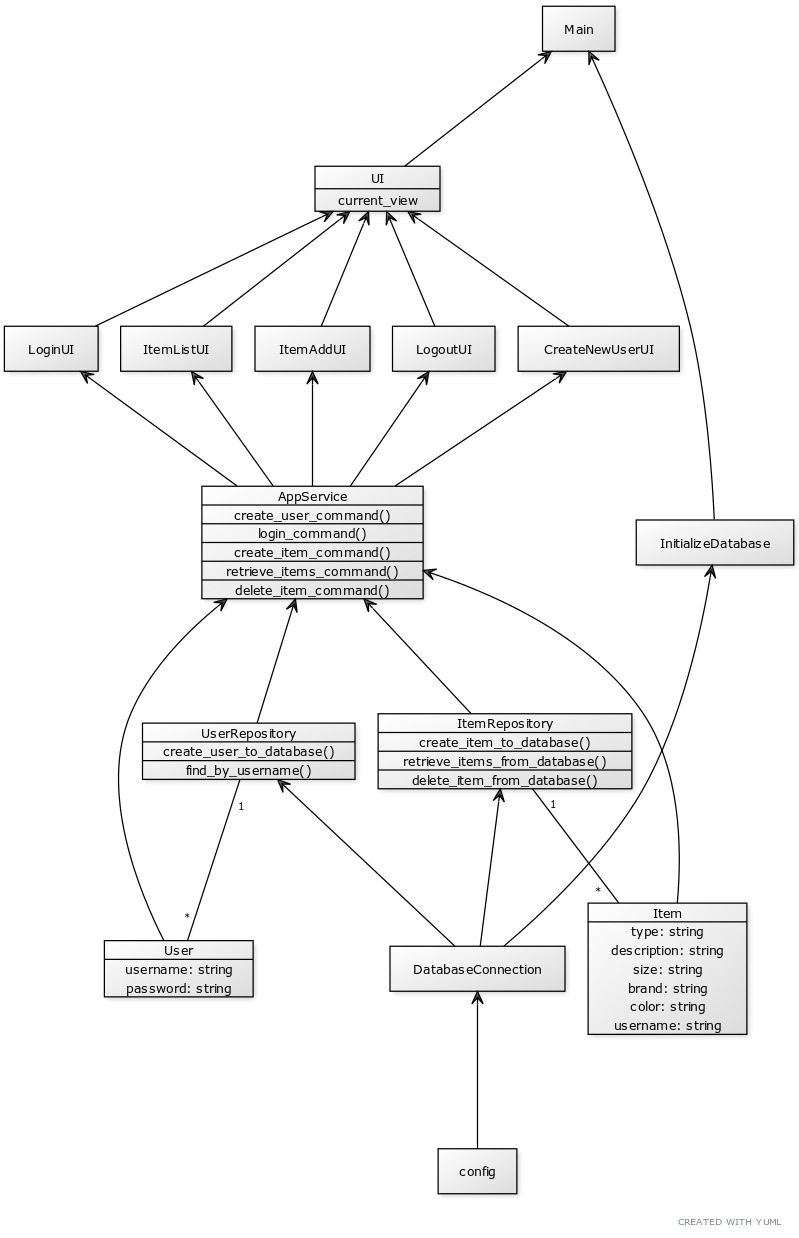 Main
UI
current_view
LoginUI
ItemListUI
ItemAddUI
LogoutUI
CreateNewUserUI
AppService
create_user_command()
login_command()
create_item_command()
retrieve_items_command()
delete_item_command()
InitializeDatabase
UserRepository
create_user_to_database()
find_by_username()
ItemRepository
create_item_to_database()
retrieve_items_from_database()
delete_item_from_database()
1
1
*
*
User
username: string
password: string
DatabaseConnection
Item
type: string
description: string
size: string
brand: string
color: string
username: string
config
CREATED WITH YUML